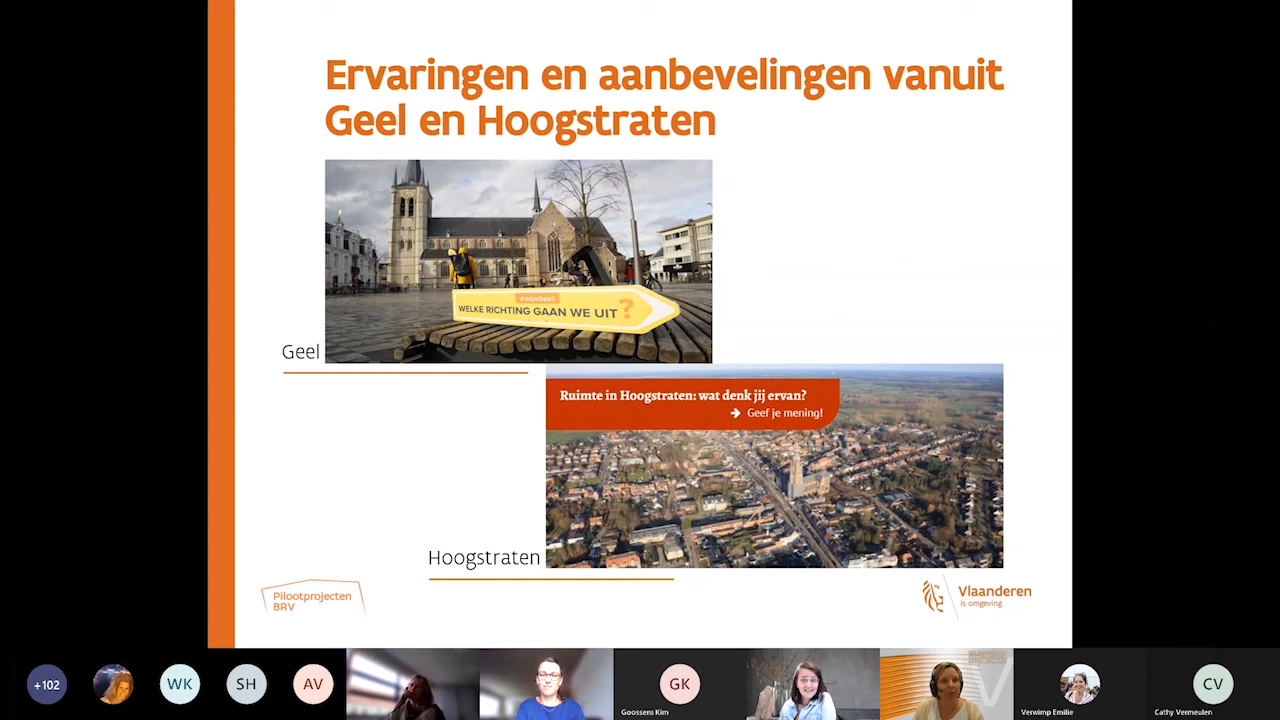 Ervaringen en aanbevelingen vanuit
Geel en Hoogstraten
#mijnGeel
WELKE RICHTING GAAN WE UIT?
Geel
Ruimte in Hoogstraten: wat denk jij ervan?
→ Geef je mening!
Hoogstraten
Pilootprojecten
BRV
Vlaanderen
is omgeving
+102
WK
SH
AV
GK
CV
Goossens Kim
Verwimp Emilie
Cathy Vermeulen